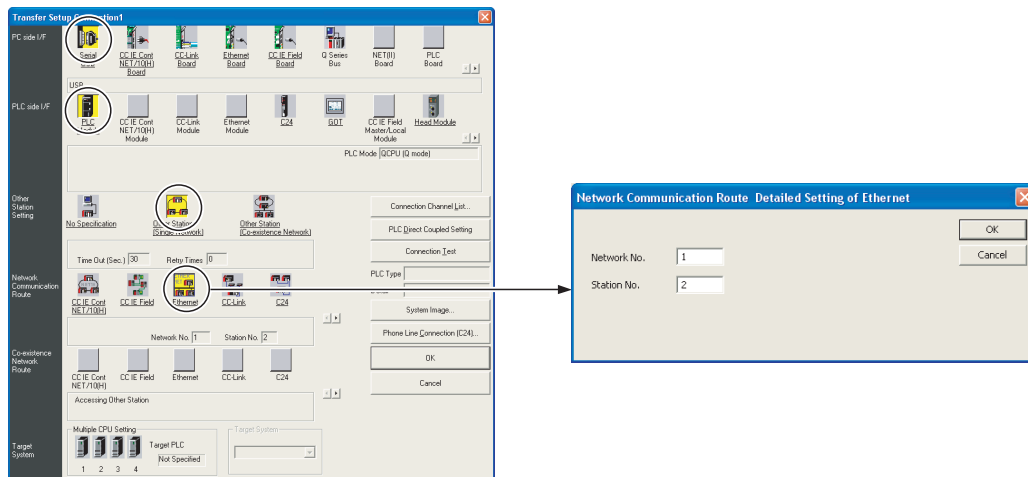 Transfer Setup Connection1
PC side I/F
Serial
CC IE Cont
NET/10(H)
Board
CC-Link
Board
Ethernet
Board
CC IE Field
Board
Q Series
Bus
NET(II)
Board
PLC
Board
USB
PLC side I/F
PLC
CC IE Cont
NET/10(H)
Module
CC-Link
Module
Ethernet
Module
C24
GOT
CC IE Field
Master/Local
Module
Head Module
PLC Mode QCPU (Q mode)
Other
Station
Setting
No Specification
Other Station
(Single Network)
Other Station
(Co-existence Network)
Connection Channel List...
PLC Direct Coupled Setting
Connection Test
Time Out (Sec.) 30 Retry Times 0
PLC Type
Network
Communication
Route
CC IE Cont
NET/10(H)
CC IE Field
Ethernet
CC-Link
C24
System Image...
Phone Line Connection (C24)...
Network No. 1 Station No. 2
OK
Cancel
Co-existence
Network
Route
CC IE Cont
NET/10(H)
CC IE Field
Ethernet
CC-Link
C24
Accessing Other Station
Target
System
Multiple CPU Setting
1 2 3 4
Target PLC
Not Specified
Target System
Network Communication Route Detailed Setting of Ethernet
Network No. 1
Station No. 2
OK
Cancel